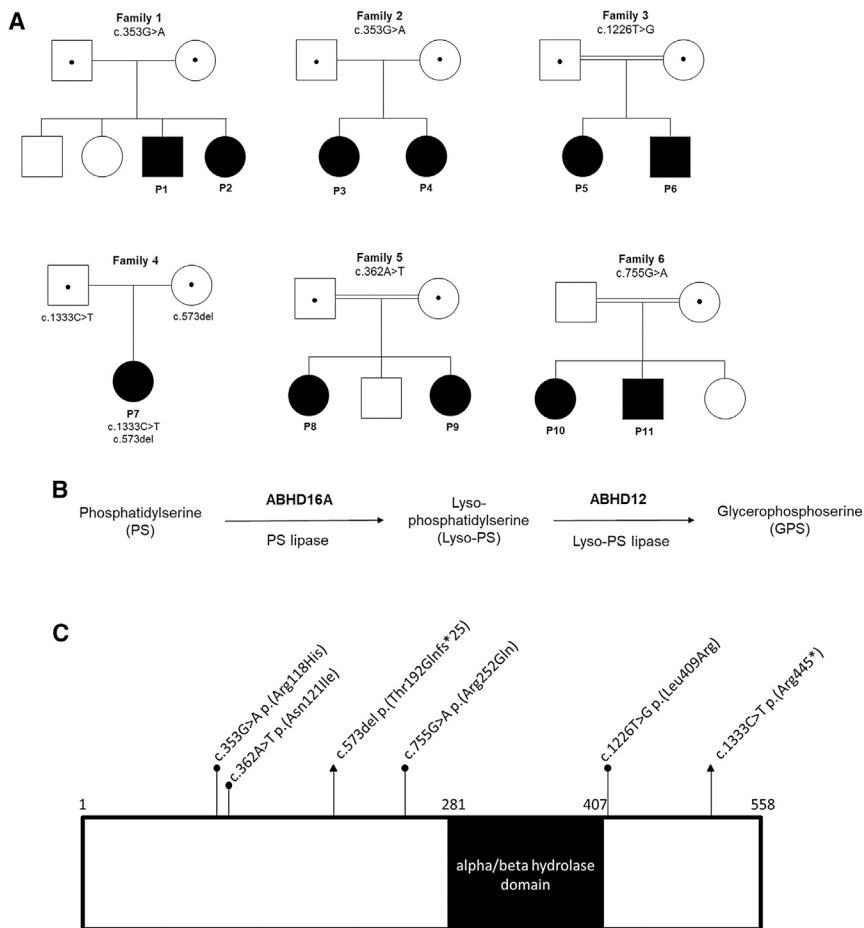 A
Family 1
c.353G>A
P1
P2
Family 2
c.353G>A
P3
P4
Family 3
c.1226T>G
P5
P6
Family 4
c.1333C>T
c.573del
P7
c.1333C>T
c.573del
Family 5
c.362A>T
P8
P9
Family 6
c.755G>A
P10
P11
B
Phosphatidylserine
(PS)
ABHD16A
PS lipase
Lyso-
phosphatidylserine
(Lyso-PS)
ABHD12
Lyso-PS lipase
Glycerophosphoserine
(GPS)
C
c.353G>A p.(Arg118His)
c.362A>T p.(Asn121Ile)
c.573del p.(Thr192Glnfs*25)
c.755G>A p.(Arg252Gln)
c.1226T>G p.(Leu409Arg)
c.1333C>T p.(Arg445*)
1
281
407
558
alpha/beta hydrolase
domain